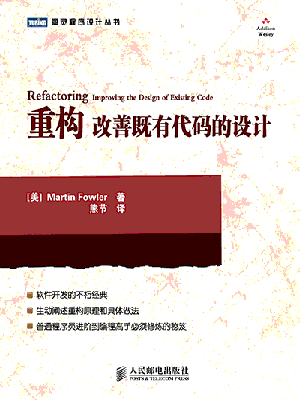 图灵程序设计丛书
Addison
Wesley
Refactoring Improving the Design of Existing Code
重构 改善既有代码的设计
[美] Martin Fowler 著
熊节 译
软件开发的不朽经典
生动阐述重构原理和具体做法
普通程序员进阶到编程高手必须修炼的秘笈
人民邮电出版社
POSTS & TELECOM PRESS